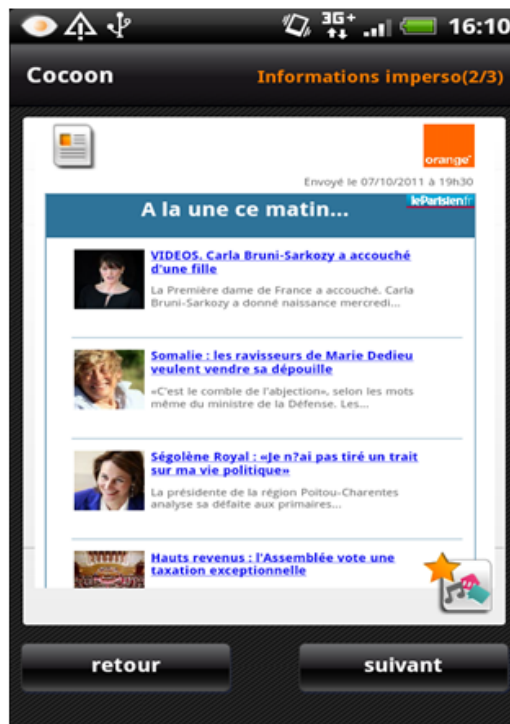 3G+
16:10
Cocoon
Informations imperso(2/3)
orange
Envoyé le 07/10/2011 à 19h30
leParisien.fr
A la une ce matin...
VIDEOS. Carla Bruni-Sarkozy a accouché
d'une fille
La Première dame de France a accouché. Carla
Bruni-Sarkozy a donné naissance mercredi...
Somalie : les ravisseurs de Marie Dedieu
veulent vendre sa dépouille
«C'est le comble de l'abjection», selon les mots
même du ministre de la Défense. Les...
Ségolène Royal : «Je n?ai pas tiré un trait
sur ma vie politique»
La présidente de la région Poitou-Charentes
analyse sa défaite aux primaires...
Hauts revenus : l'Assemblée vote une
taxation exceptionnelle
retour
suivant